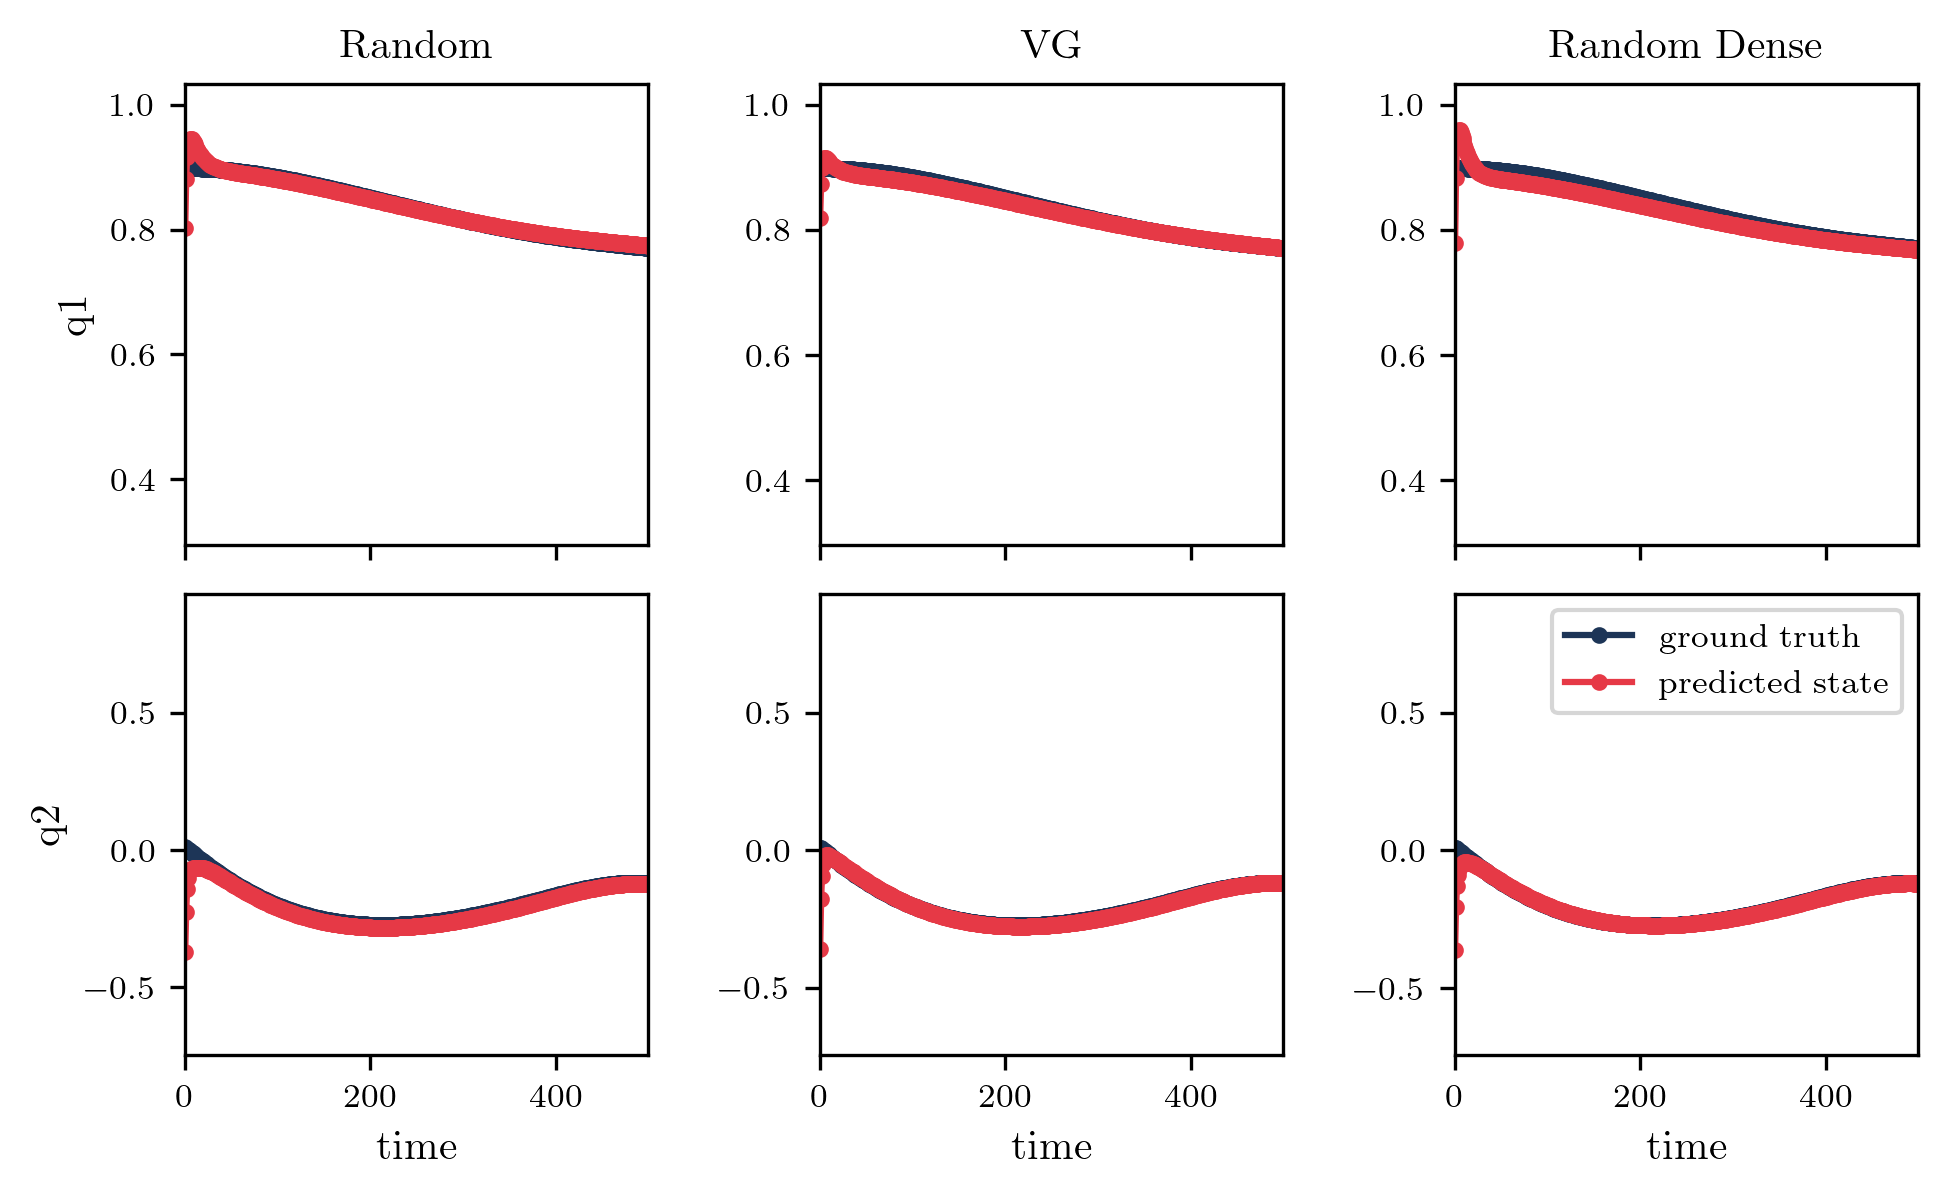 Random VG Random Dense
1.0 1.0 1.0
0.8 0.8 0.8
q1
0.6 0.6 0.6
0.4 0.4 0.4
ground truth
predicted state
0.5 0.5 0.5
q2
0.0 0.0 0.0
−0.5 −0.5 −0.5
0 200 400 0 200 400 0 200 400
time time time